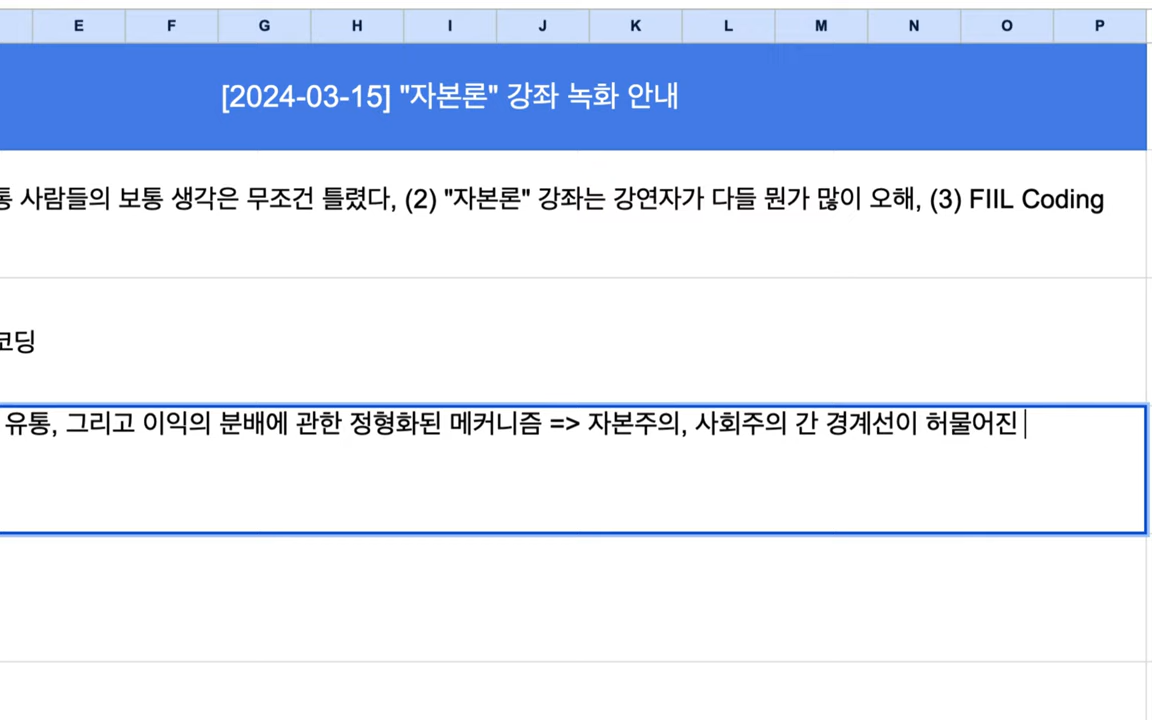 E F G H I J K L M N O P
[2024-03-15] "자본론" 강좌 녹화 안내
통 사람들의 보통 생각은 무조건 틀렸다, (2) "자본론" 강좌는 강연자가 다들 뭔가 많이 오해, (3) FIIL Coding
코딩
유통, 그리고 이익의 분배에 관한 정형화된 메커니즘 => 자본주의, 사회주의 간 경계선이 허물어진